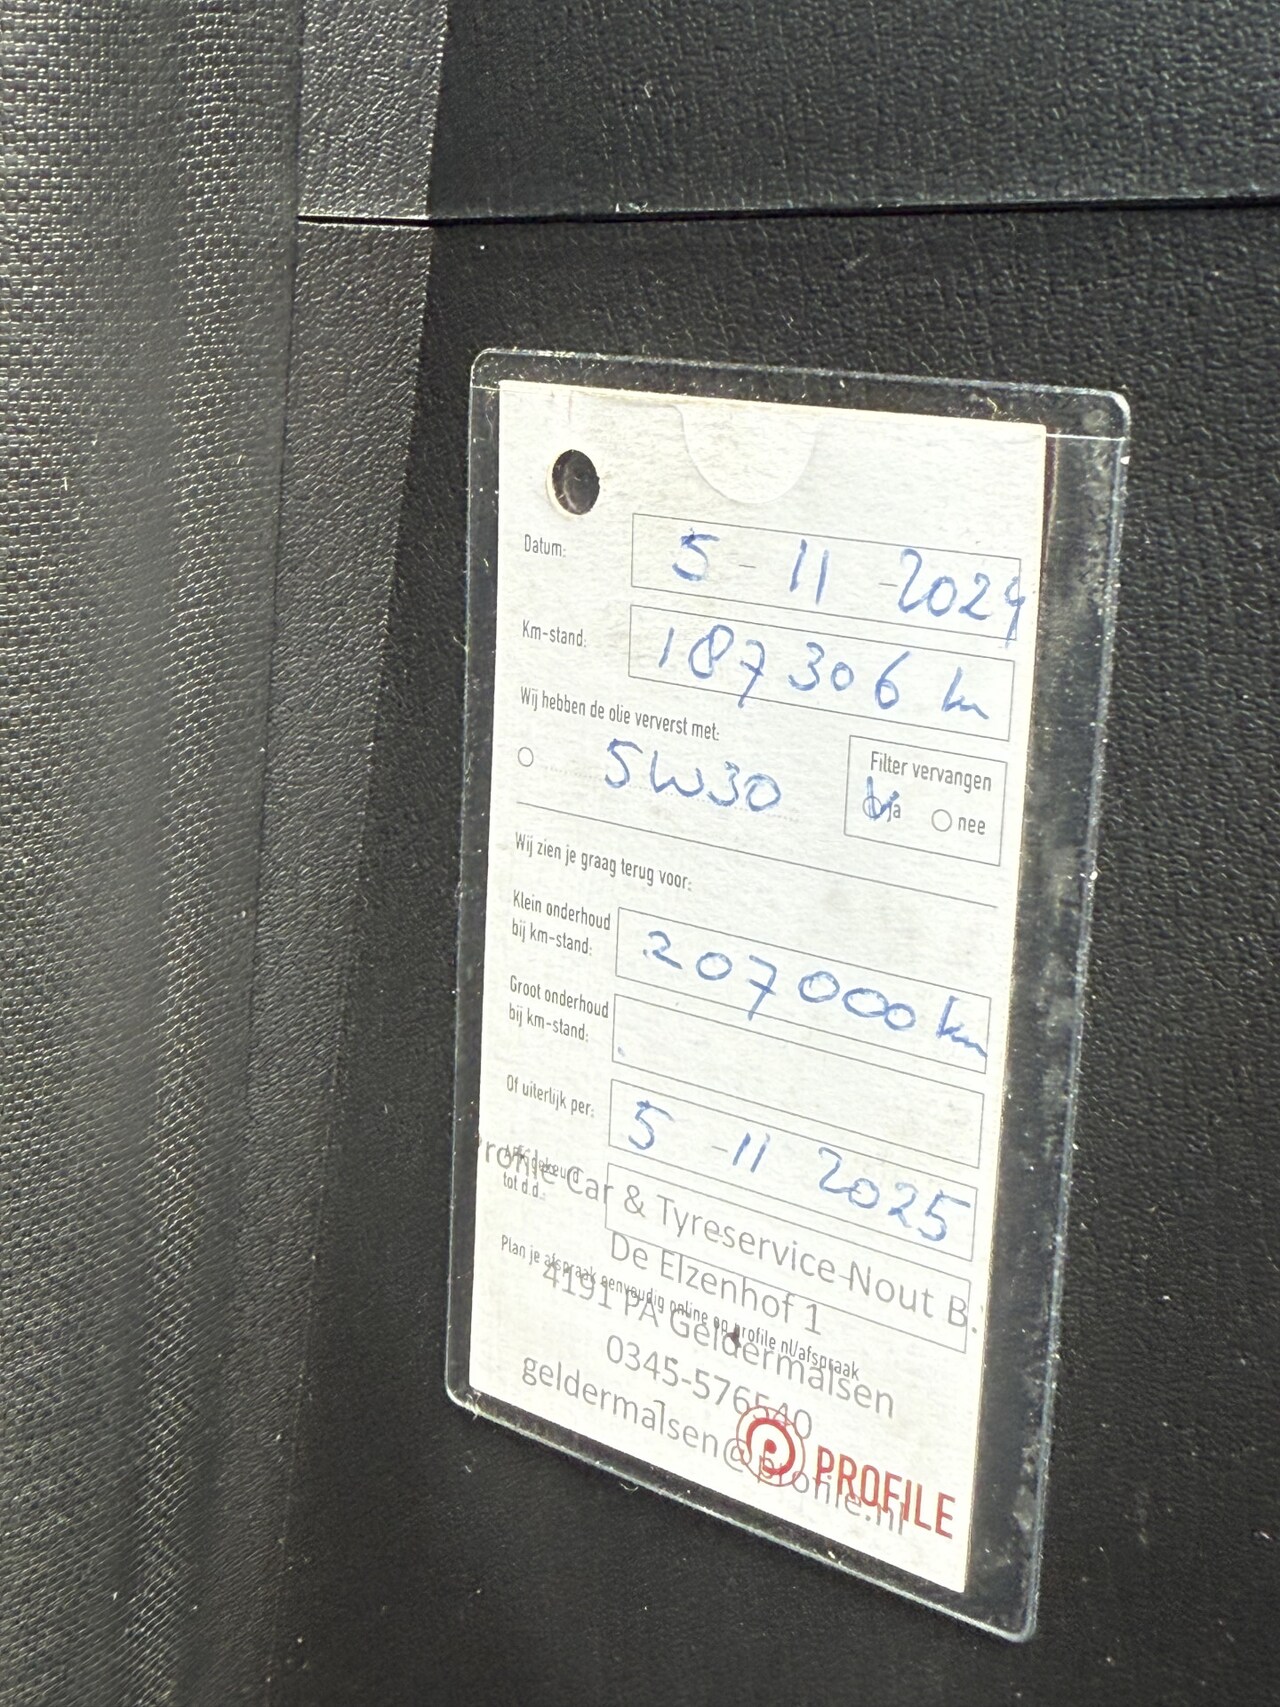 Datum: 5 - 11 - 2024
Km-stand: 187306 km
Wij hebben de olie ververst met:
5W30
Filter vervangen
ja nee
Wij zien je graag terug voor:
Klein onderhoud
bij km-stand: 207000 km
Groot onderhoud
bij km-stand:
Of uiterlijk per: 5 - 11 2025
tot d.d.:
Profile Car & Tyreservice Nout B.
De Elzenhof 1
Plan je afspraak eenvoudig online op profile.nl/afspraak
4191 PA Geldermalsen
0345-576540
geldermalsen@profile.nl
PROFILE